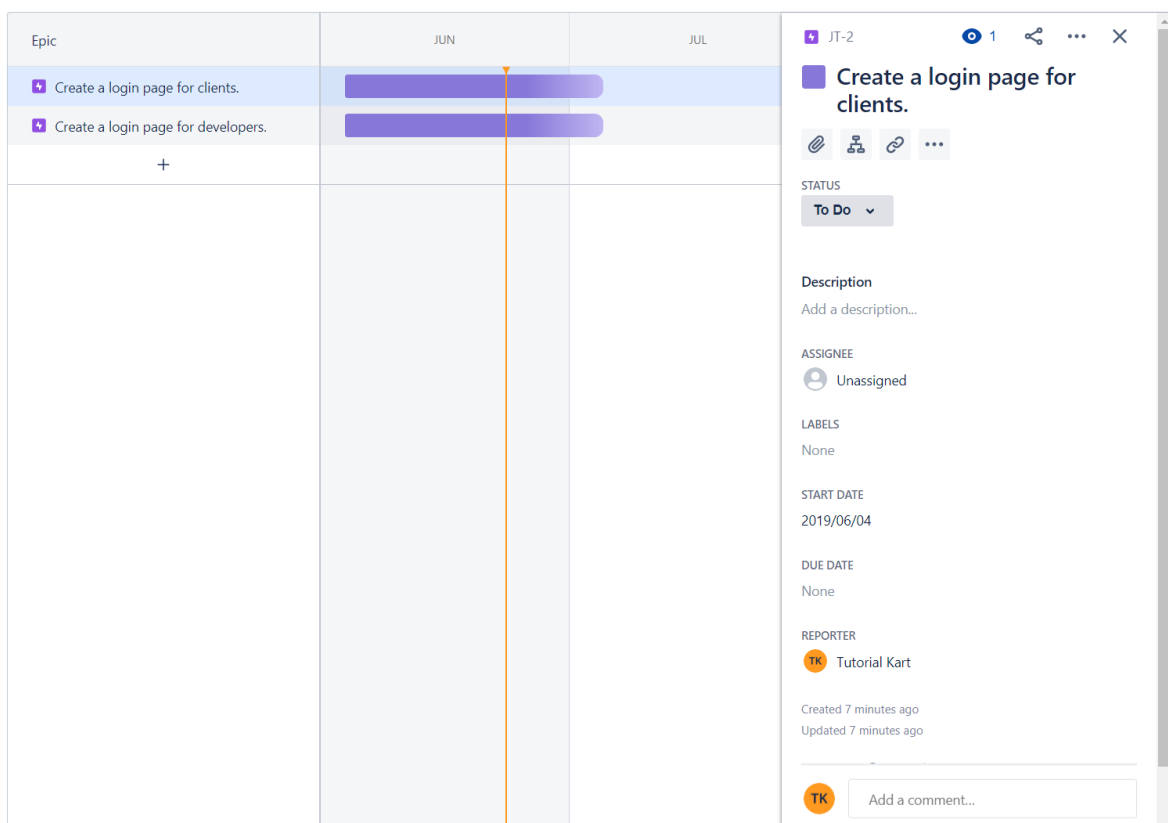 Epic
JUN
JUL
Create a login page for clients.
Create a login page for developers.
+
JT-2
1
Create a login page for
clients.
STATUS
To Do
Description
Add a description...
ASSIGNEE
Unassigned
LABELS
None
START DATE
2019/06/04
DUE DATE
None
REPORTER
TK Tutorial Kart
Created 7 minutes ago
Updated 7 minutes ago
TK Add a comment...